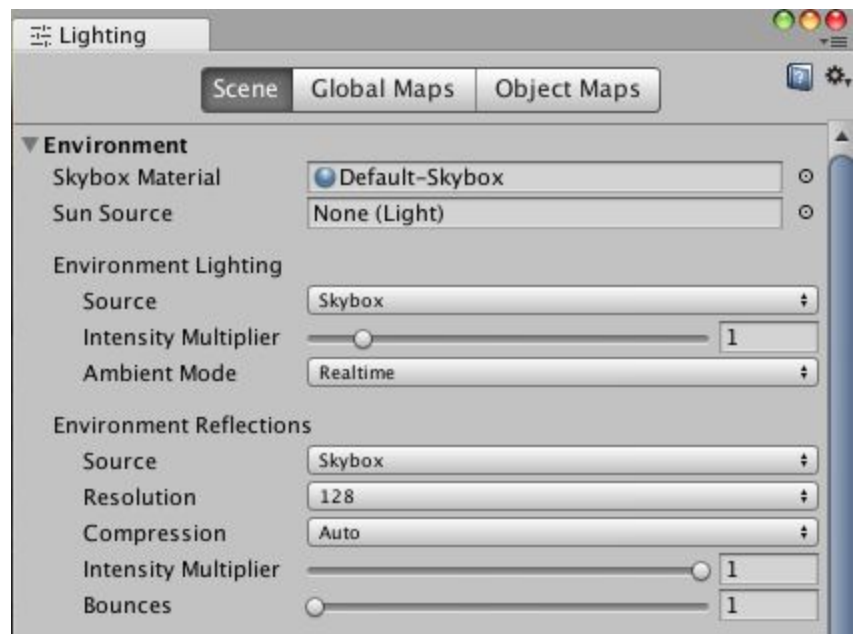 Lighting
Scene Global Maps Object Maps
Environment
Skybox Material Default-Skybox
Sun Source None (Light)
Environment Lighting
Source Skybox
Intensity Multiplier 1
Ambient Mode Realtime
Environment Reflections
Source Skybox
Resolution 128
Compression Auto
Intensity Multiplier 1
Bounces 1